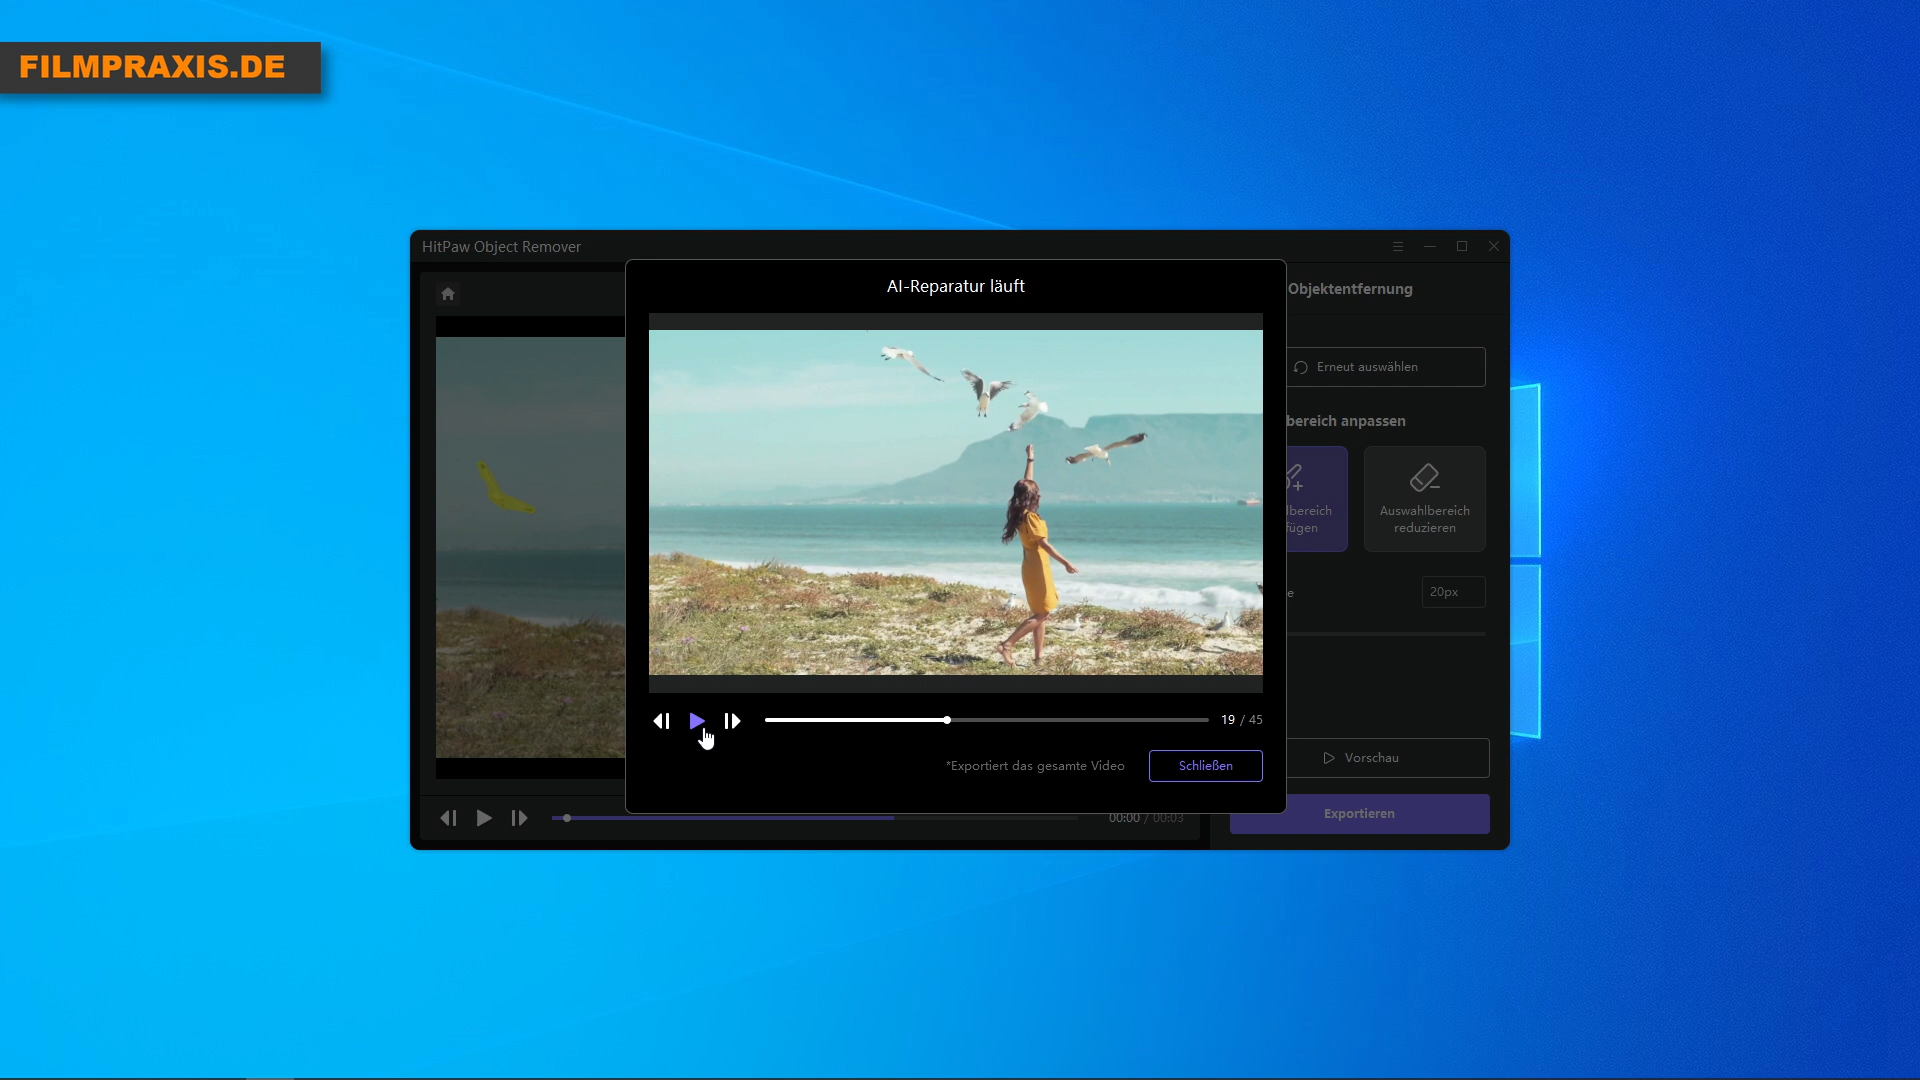 FILMPRAXIS.DE
HitPaw Object Remover
AI-Reparatur läuft
Objektentfernung
Erneut auswählen
bereich anpassen
lbereich
fügen
Auswahlbereich
reduzieren
e
20px
19 / 45
*Exportiert das gesamte Video
Schließen
Vorschau
00:00 / 00:03
Exportieren